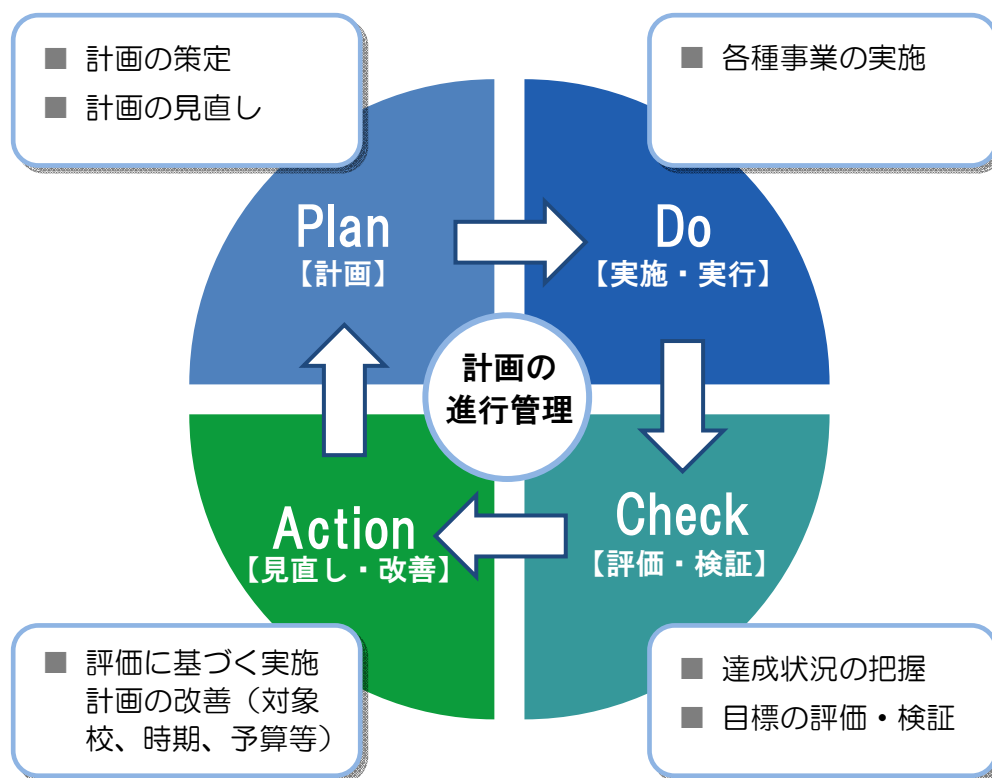 ■ 計画の策定
■ 計画の見直し
■ 各種事業の実施
Plan
【計画】
Do
【実施・実行】
計画の
進行管理
Action
【見直し・改善】
Check
【評価・検証】
■ 評価に基づく実施
計画の改善（対象
校、時期、予算等）
■ 達成状況の把握
■ 目標の評価・検証